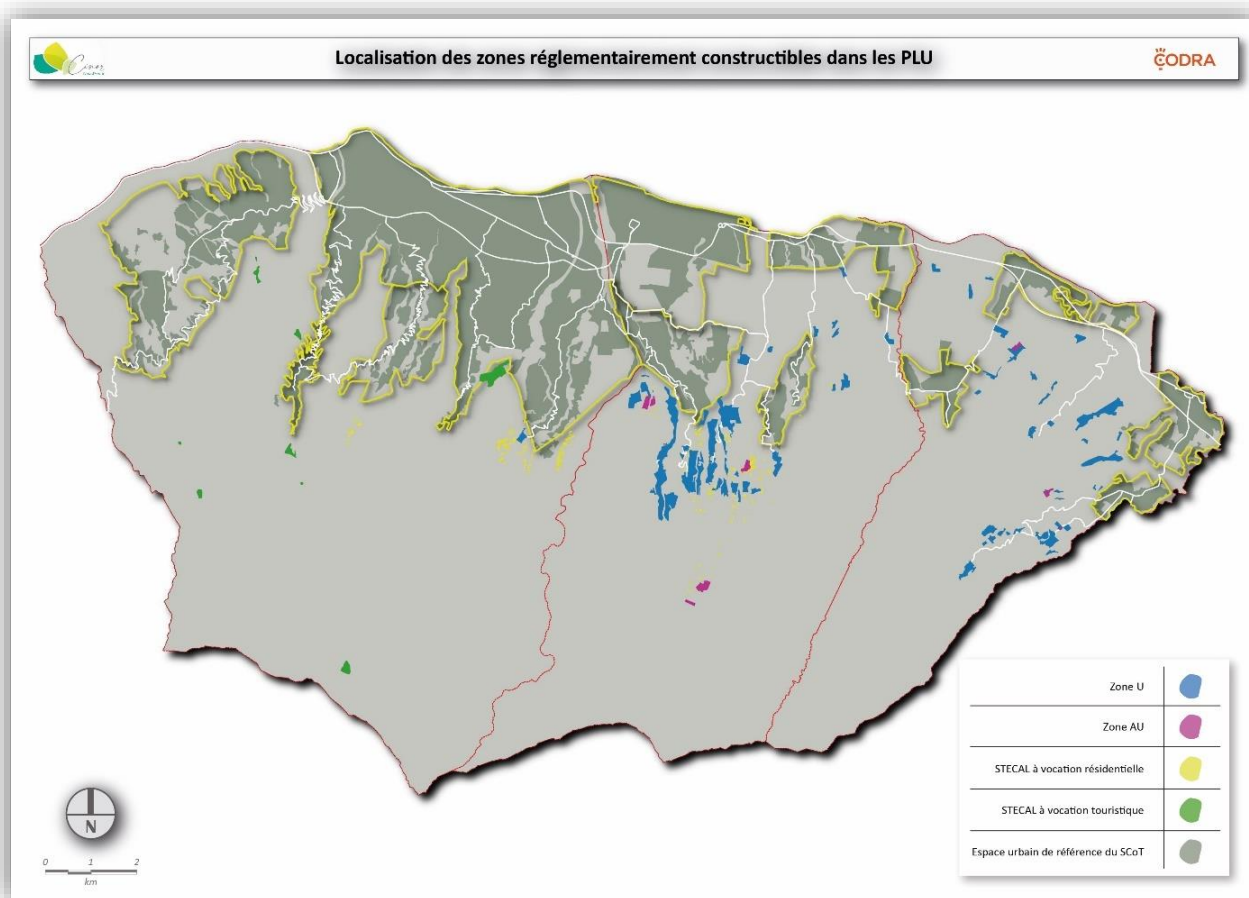 Cinor
Localisation des zones réglementairement constructibles dans les PLU
CODRA
Zone U
Zone AU
STECAL à vocation résidentielle
STECAL à vocation touristique
Espace urbain de référence du SCoT
N
0 1 2
km